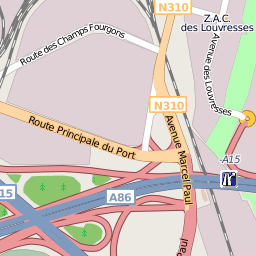 N310
Z.A.C.
des Louvresses
Route des Champs Fourgons
Avenue des Louvresses
N310
Route Principale du Port
Avenue Marcel Paul
A15
A86
15
Paul